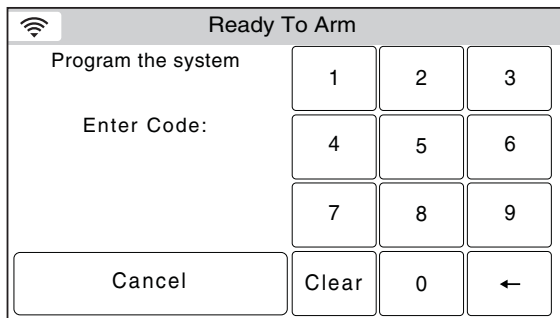 Ready To Arm
Program the system
Enter Code:
1 2 3
4 5 6
7 8 9
Cancel Clear 0 ←